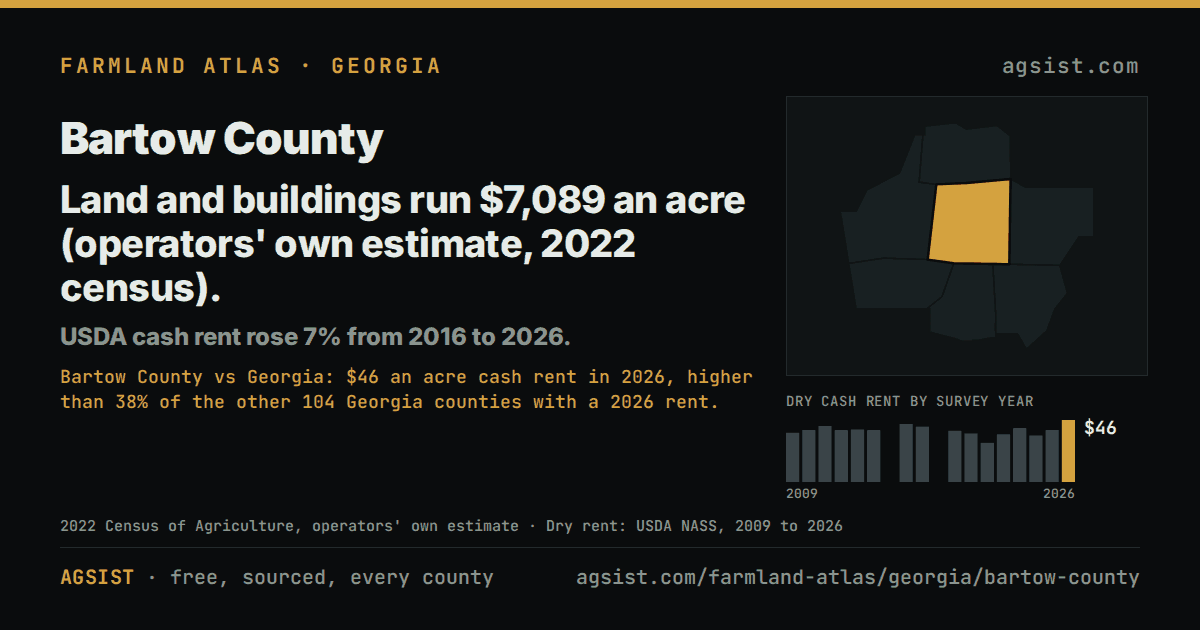 FARMLAND ATLAS · GEORGIA
agsist.com
Bartow County
Land and buildings run $7,089 an acre
(operators' own estimate, 2022
census).
USDA cash rent rose 7% from 2016 to 2026.
Bartow County vs Georgia: $46 an acre cash rent in 2026, higher
than 38% of the other 104 Georgia counties with a 2026 rent.
DRY CASH RENT BY SURVEY YEAR
$46
2009
2026
2022 Census of Agriculture, operators' own estimate · Dry rent: USDA NASS, 2009 to 2026
AGSIST · free, sourced, every county
agsist.com/farmland-atlas/georgia/bartow-county